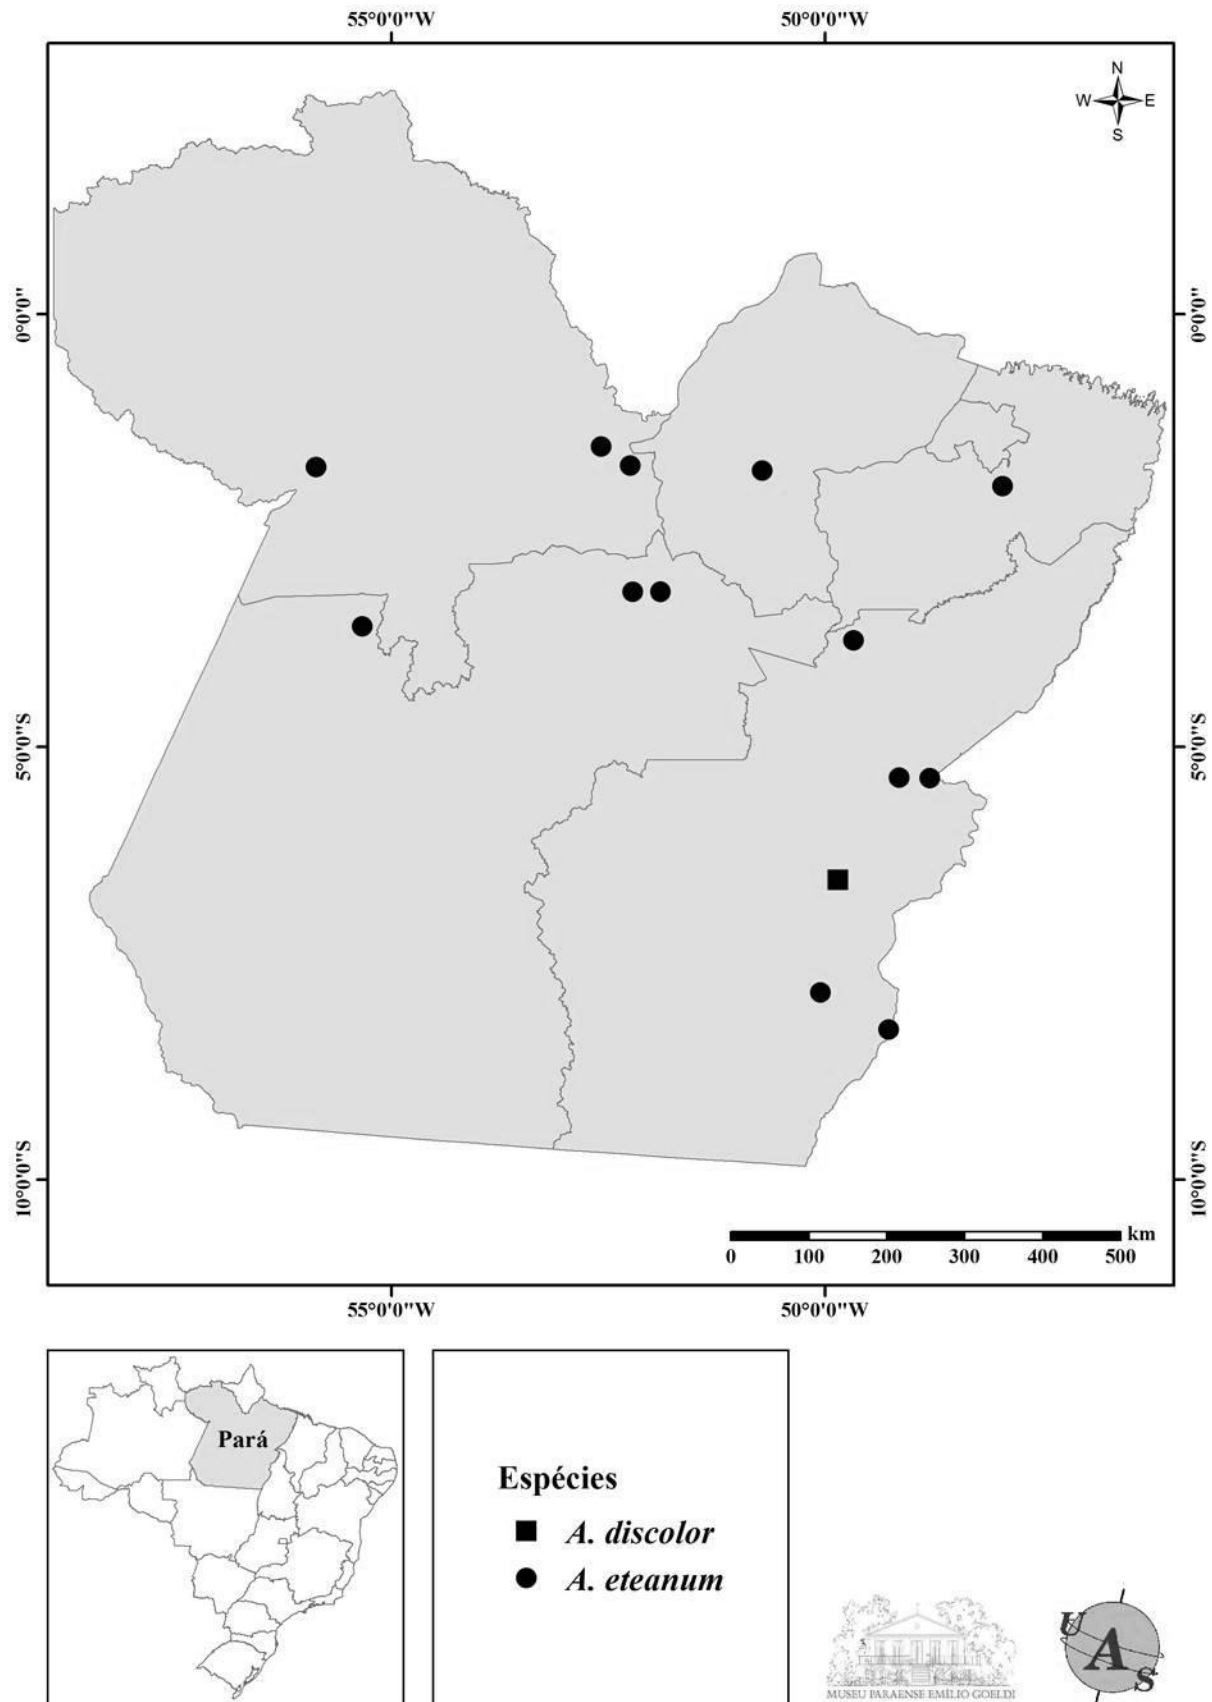 55°0'0"W 50°0'0"W
N
W E
S
0°0'0" 0°0'0"
5°0'0"S 5°0'0"S
10°0'0"S 10°0'0"S
km
0 100 200 300 400 500
55°0'0"W 50°0'0"W
Pará
Espécies
A. discolor
A. eteanum
U
A
S
MUSEU PARAENSE EMÍLIO GOELDI